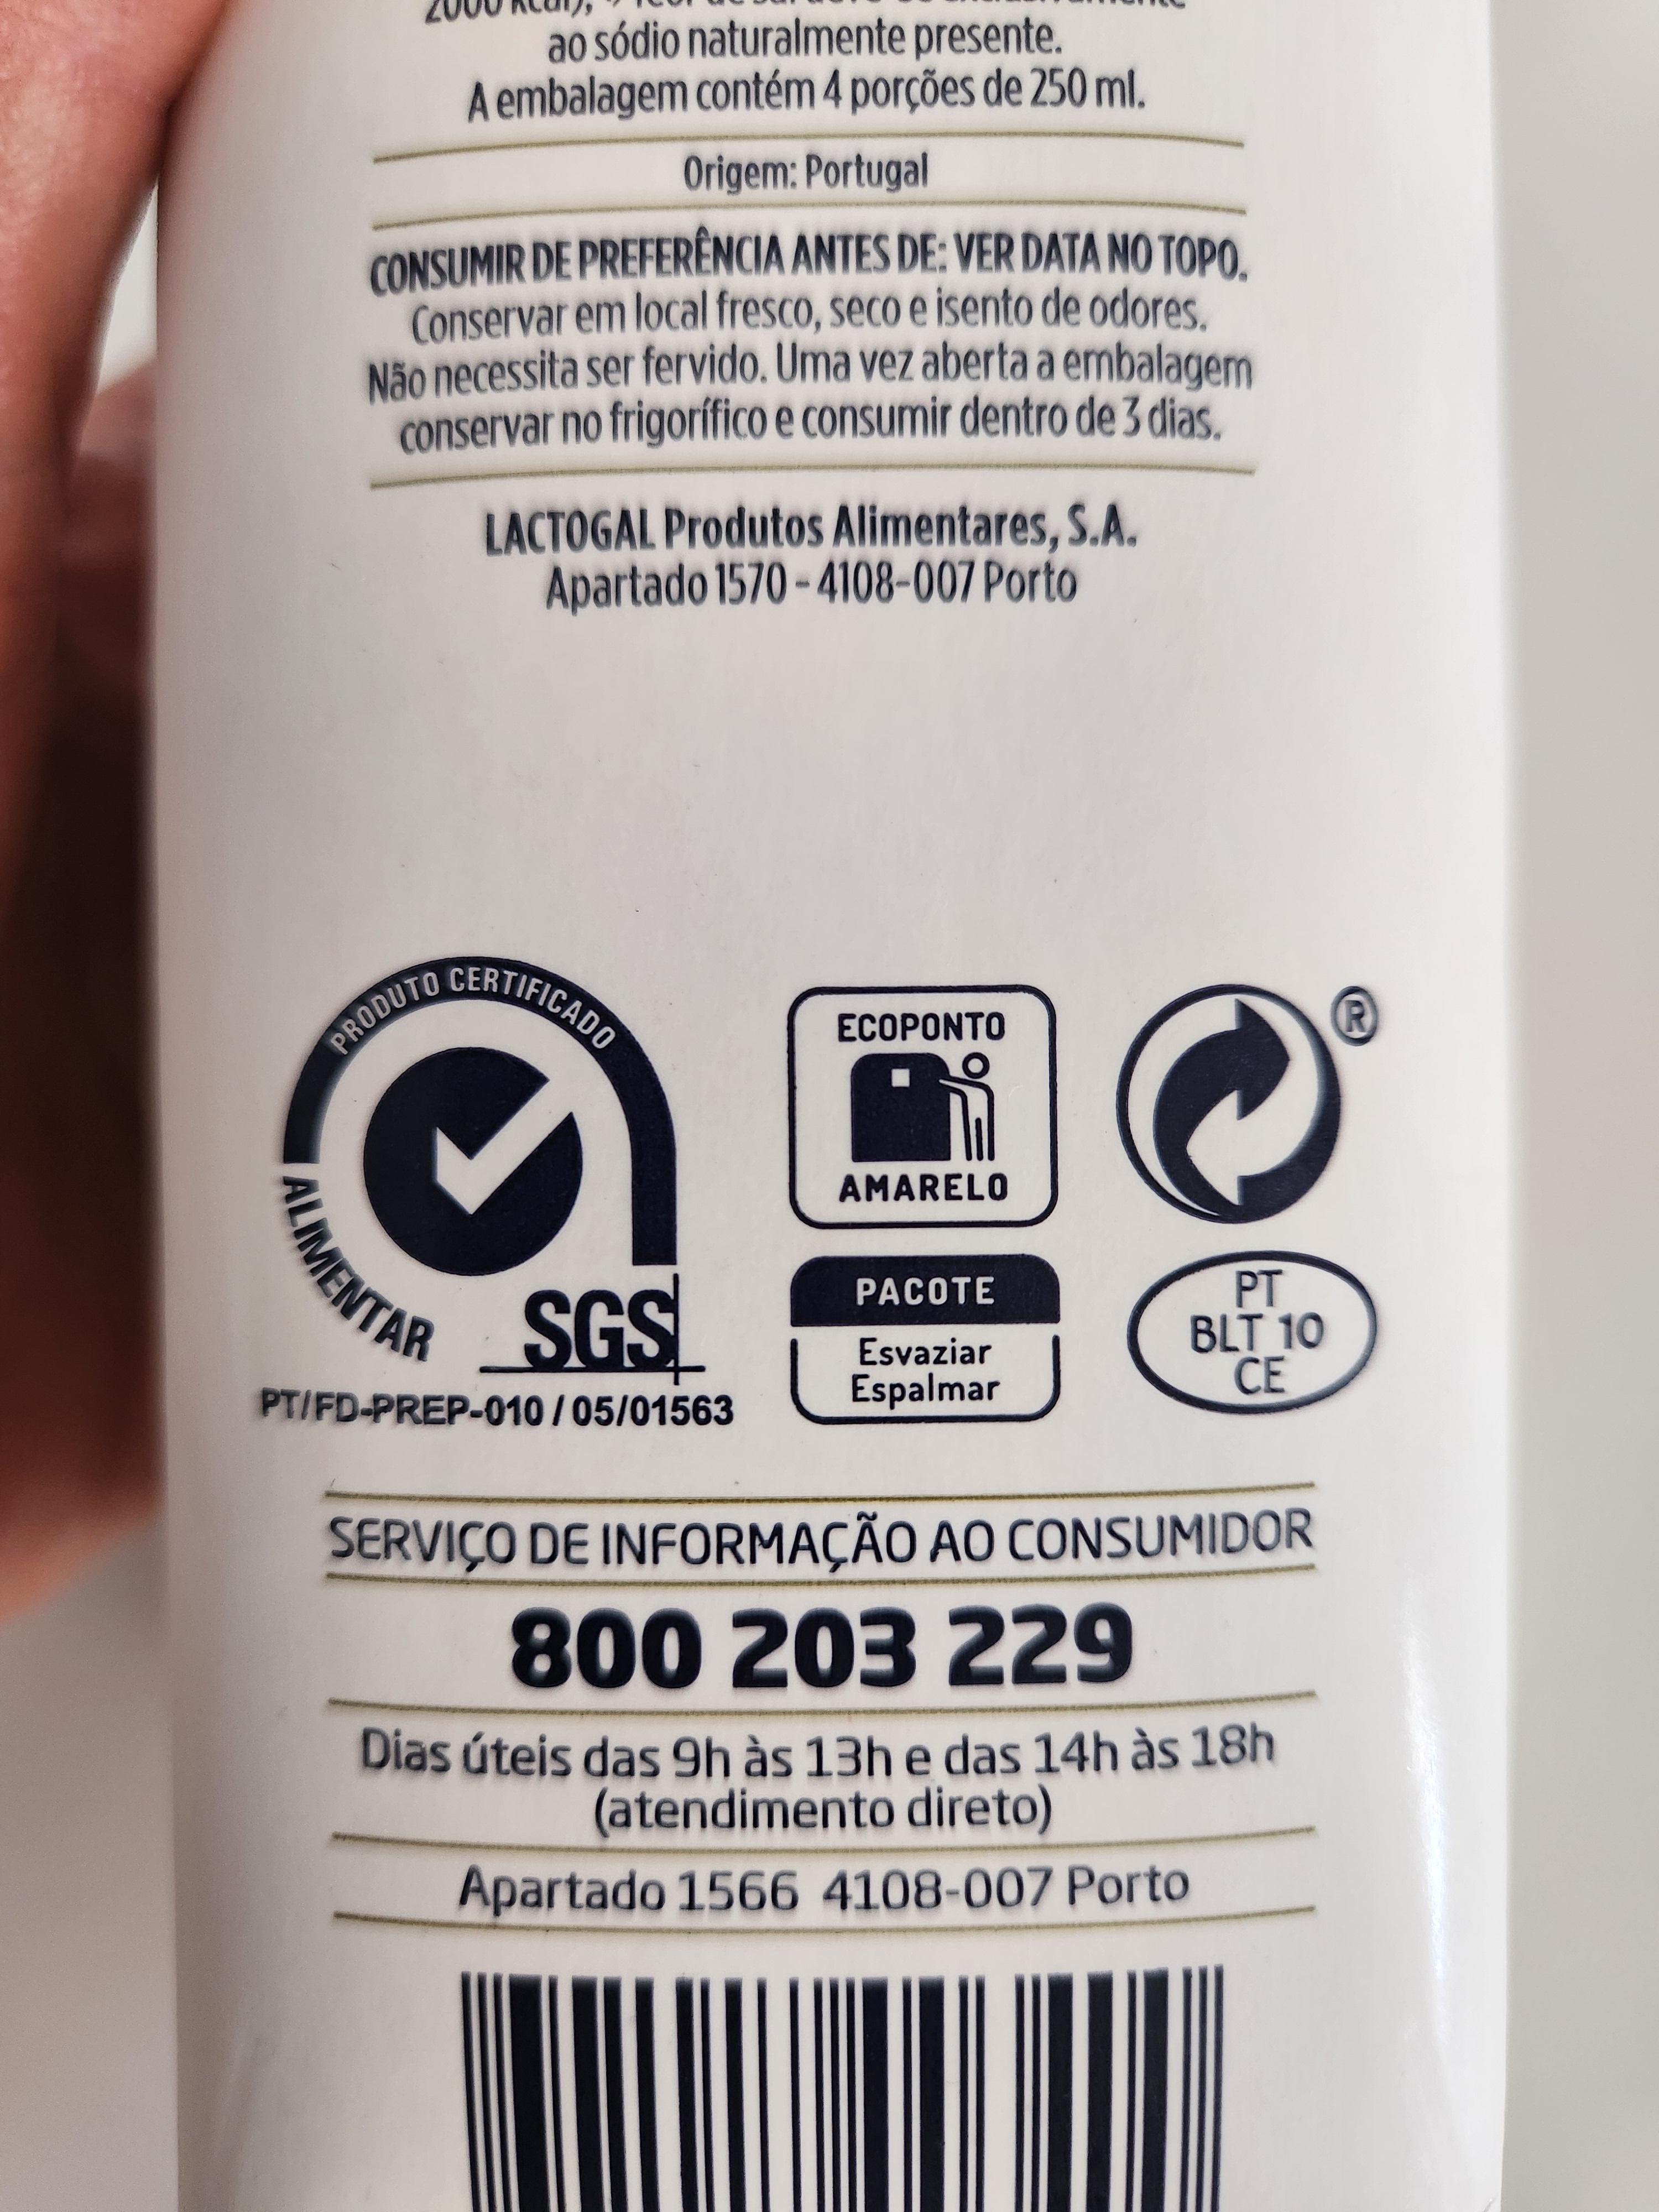 ao sódio naturalmente presente.
A embalagem contém 4 porções de 250 ml.
Origem: Portugal
CONSUMIR DE PREFERÊNCIA ANTES DE: VER DATA NO TOPO.
Conservar em local fresco, seco e isento de odores.
Não necessita ser fervido. Uma vez aberta a embalagem
conservar no frigorífico e consumir dentro de 3 dias.
LACTOGAL Produtos Alimentares, S.A.
Apartado 1570 - 4108-007 Porto
PRODUTO CERTIFICADO
ALIMENTAR
SGS
PT/FD-PREP-010 / 05/01563
ECOPONTO
AMARELO
PACOTE
Esvaziar
Espalmar
®
PT
BLT 10
CE
SERVIÇO DE INFORMAÇÃO AO CONSUMIDOR
800 203 229
Dias úteis das 9h às 13h e das 14h às 18h
(atendimento direto)
Apartado 1566 4108-007 Porto